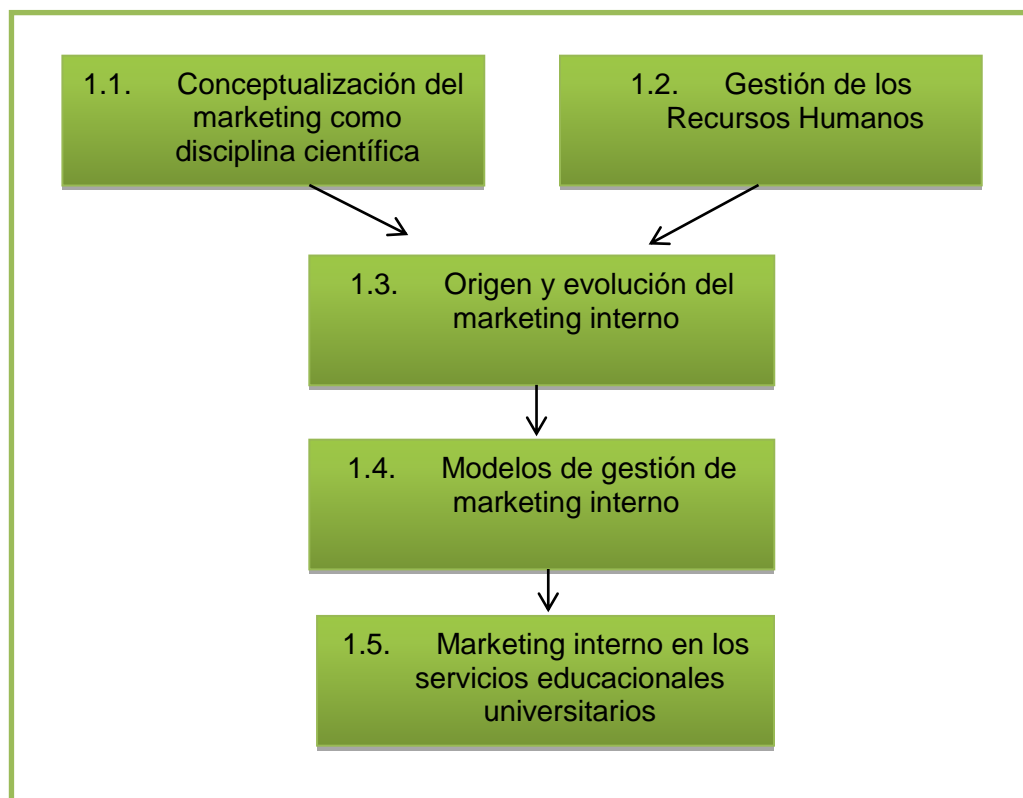 1.1. Conceptualización del
marketing como
disciplina científica
1.2. Gestión de los
Recursos Humanos
1.3. Origen y evolución del
marketing interno
1.4. Modelos de gestión de
marketing interno
1.5. Marketing interno en los
servicios educacionales
universitarios